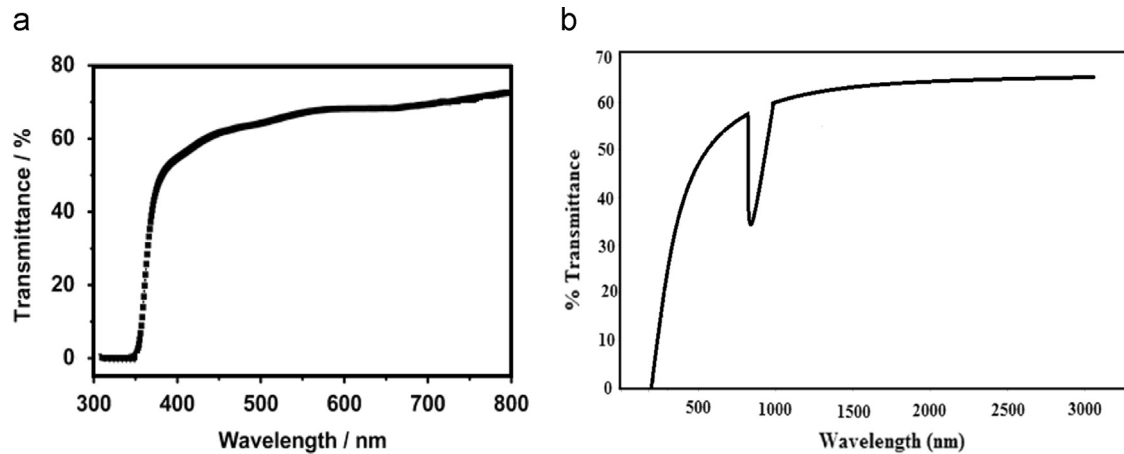 a
80
60
40
20
0
300 400 500 600 700 800
Transmittance / %
Wavelength / nm
b
70
60
50
40
30
20
10
0
500 1000 1500 2000 2500 3000
% Transmittance
Wavelength (nm)